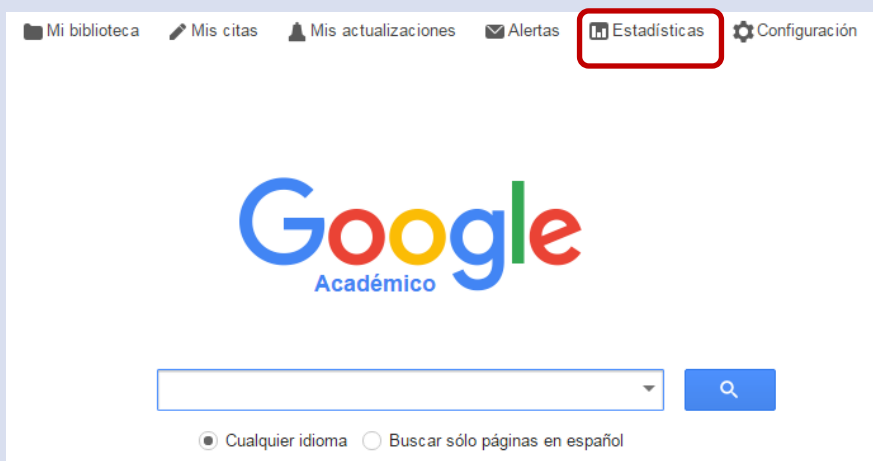 Mi biblioteca Mis citas Mis actualizaciones Alertas Estadísticas Configuración
Google
Académico
Cualquier idioma Buscar sólo páginas en español